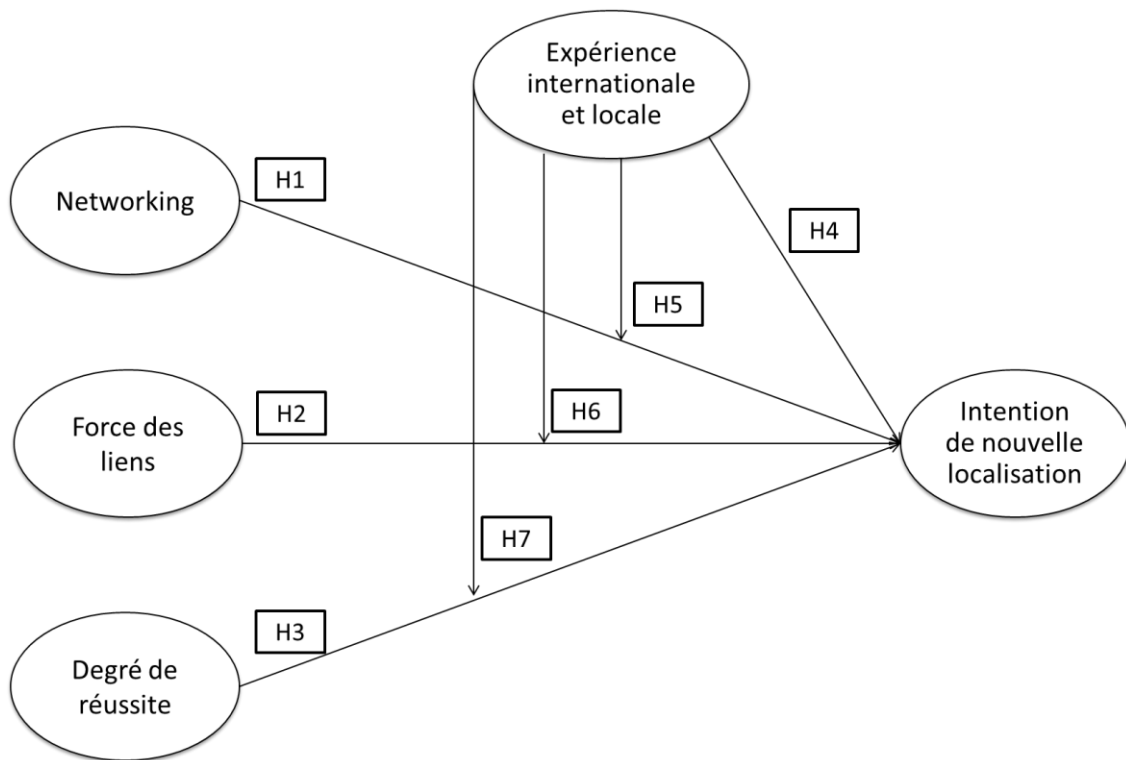 Expérience
internationale
et locale
Networking
H1
H4
H5
Force des
liens
H2
H6
Intention
de nouvelle
localisation
H7
Degré de
réussite
H3